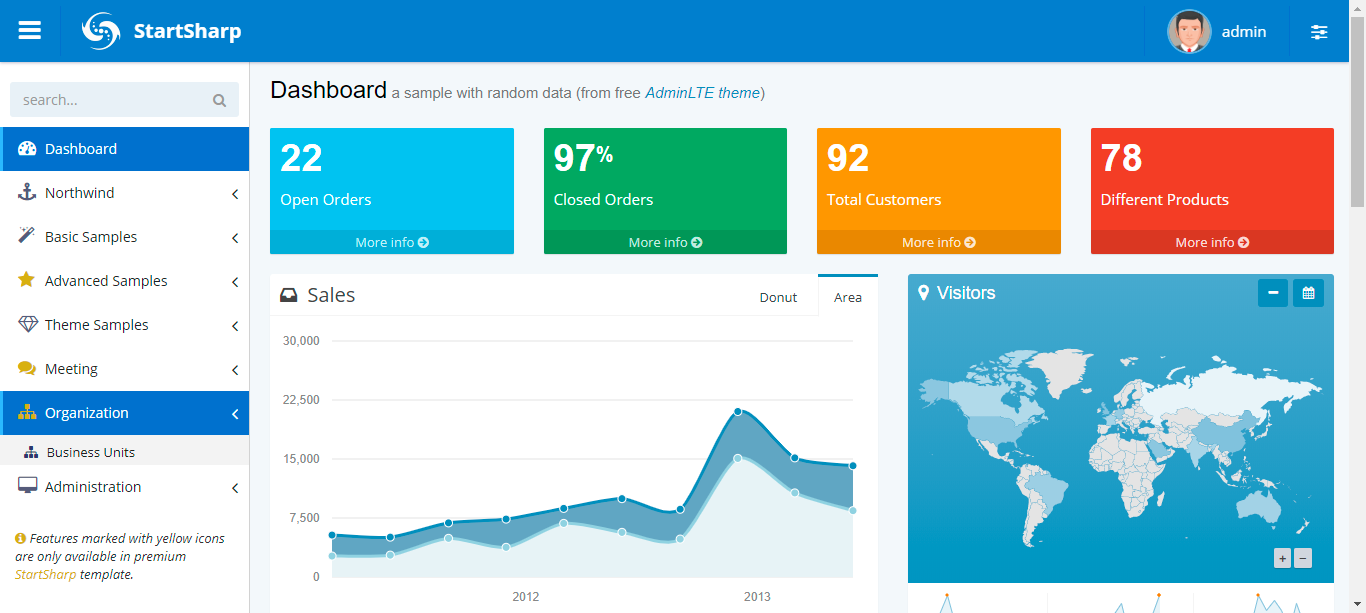 StartSharp
admin
search...
Dashboard
Northwind
Basic Samples
Advanced Samples
Theme Samples
Meeting
Organization
Business Units
Administration
Features marked with yellow icons
are only available in premium
StartSharp template.
Dashboard a sample with random data (from free AdminLTE theme)
22
Open Orders
More info
97%
Closed Orders
More info
92
Total Customers
More info
78
Different Products
More info
Sales
Donut
Area
30,000
22,500
15,000
7,500
0
2012
2013
Visitors
+
−